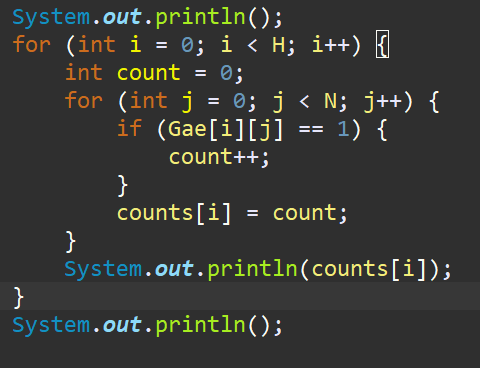 System.out.println();
for (int i = 0; i < H; i++) {
    int count = 0;
    for (int j = 0; j < N; j++) {
        if (Gae[i][j] == 1) {
            count++;
        }
        counts[i] = count;
    }
    System.out.println(counts[i]);
}
System.out.println();